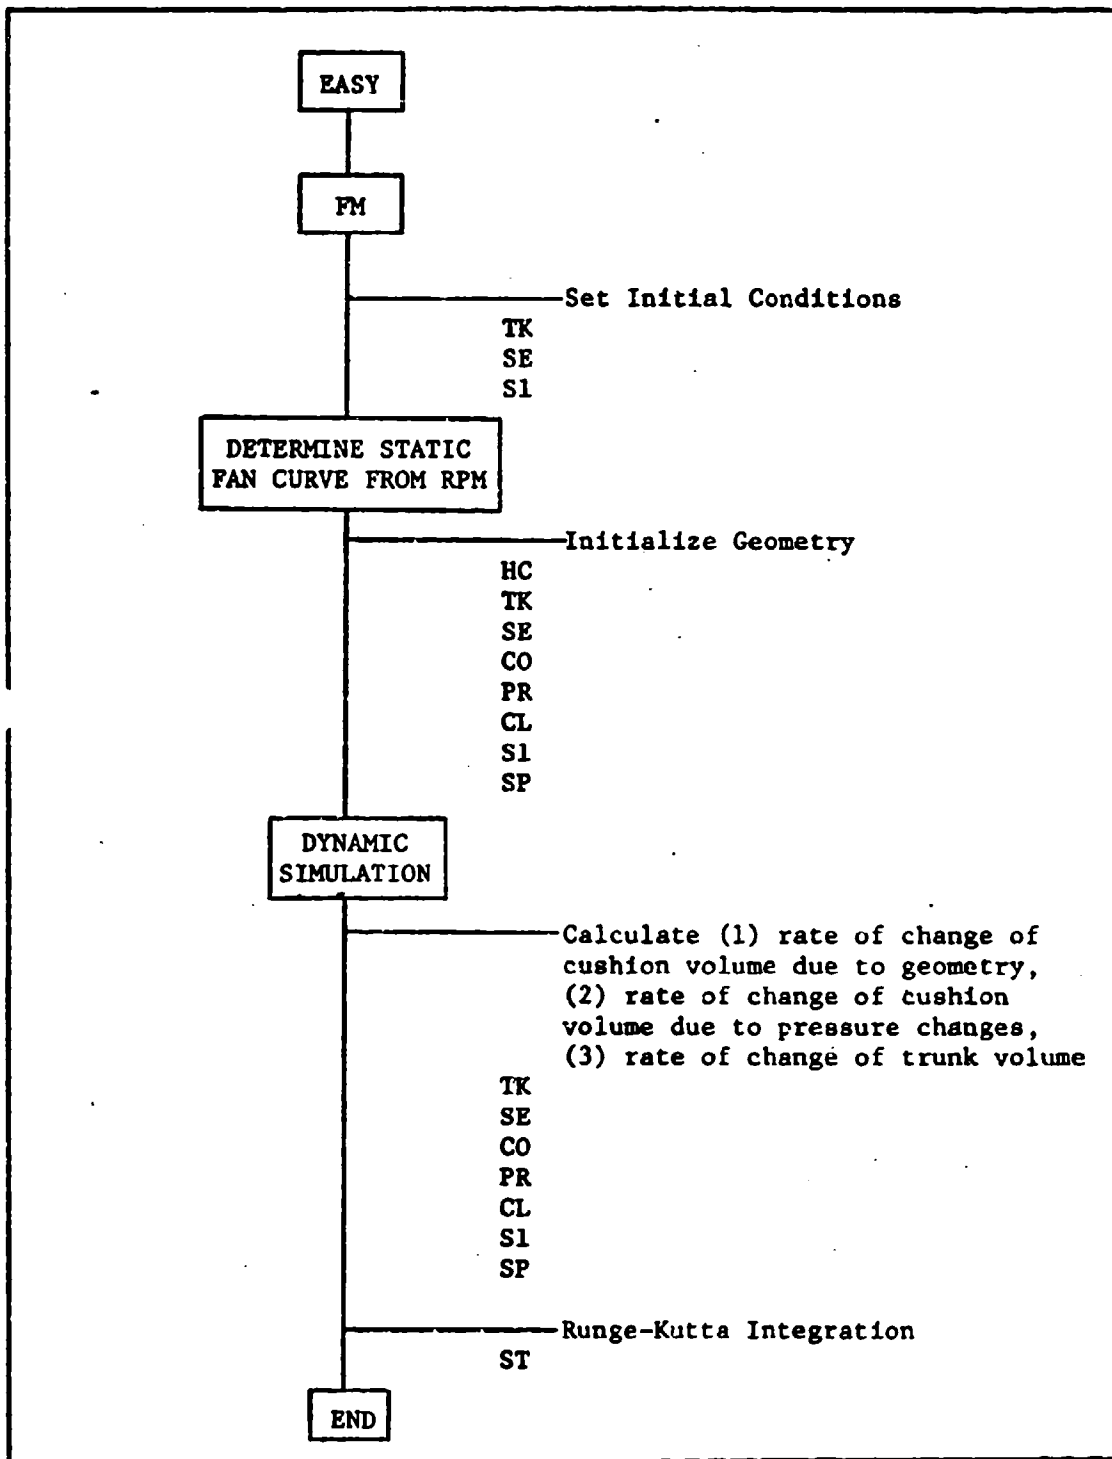 EASY
FM
Set Initial Conditions
TK
SE
S1
DETERMINE STATIC
FAN CURVE FROM RPM
Initialize Geometry
HC
TK
SE
CO
PR
CL
S1
SP
DYNAMIC
SIMULATION
Calculate (1) rate of change of
cushion volume due to geometry,
(2) rate of change of cushion
volume due to pressure changes,
(3) rate of change of trunk volume
TK
SE
CO
PR
CL
S1
SP
Runge-Kutta Integration
ST
END